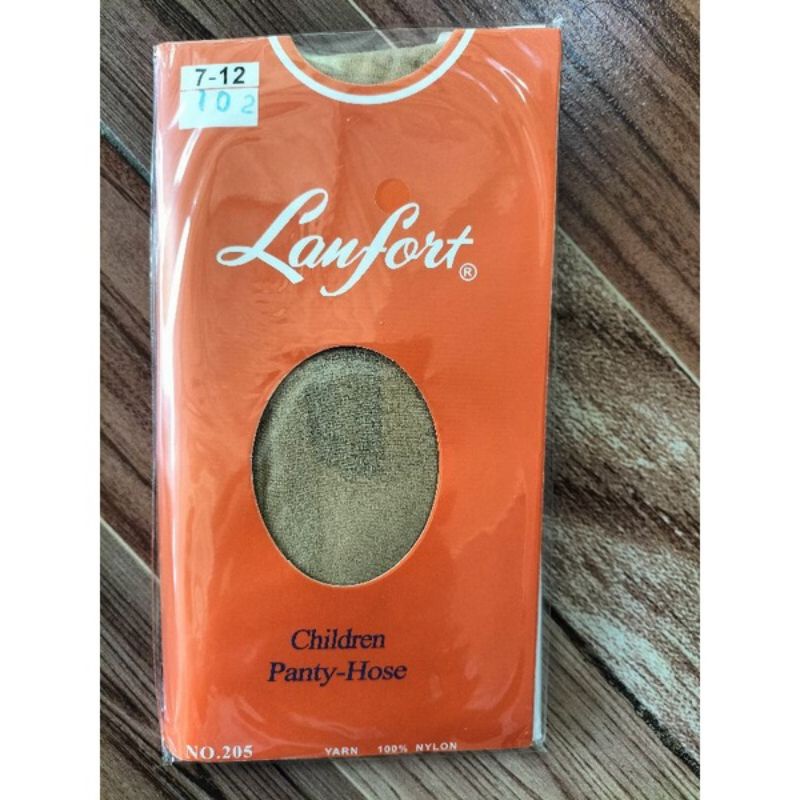 7-12
102
Lanfort®
Children
Panty-Hose
NO.205 YARN 100% NYLON